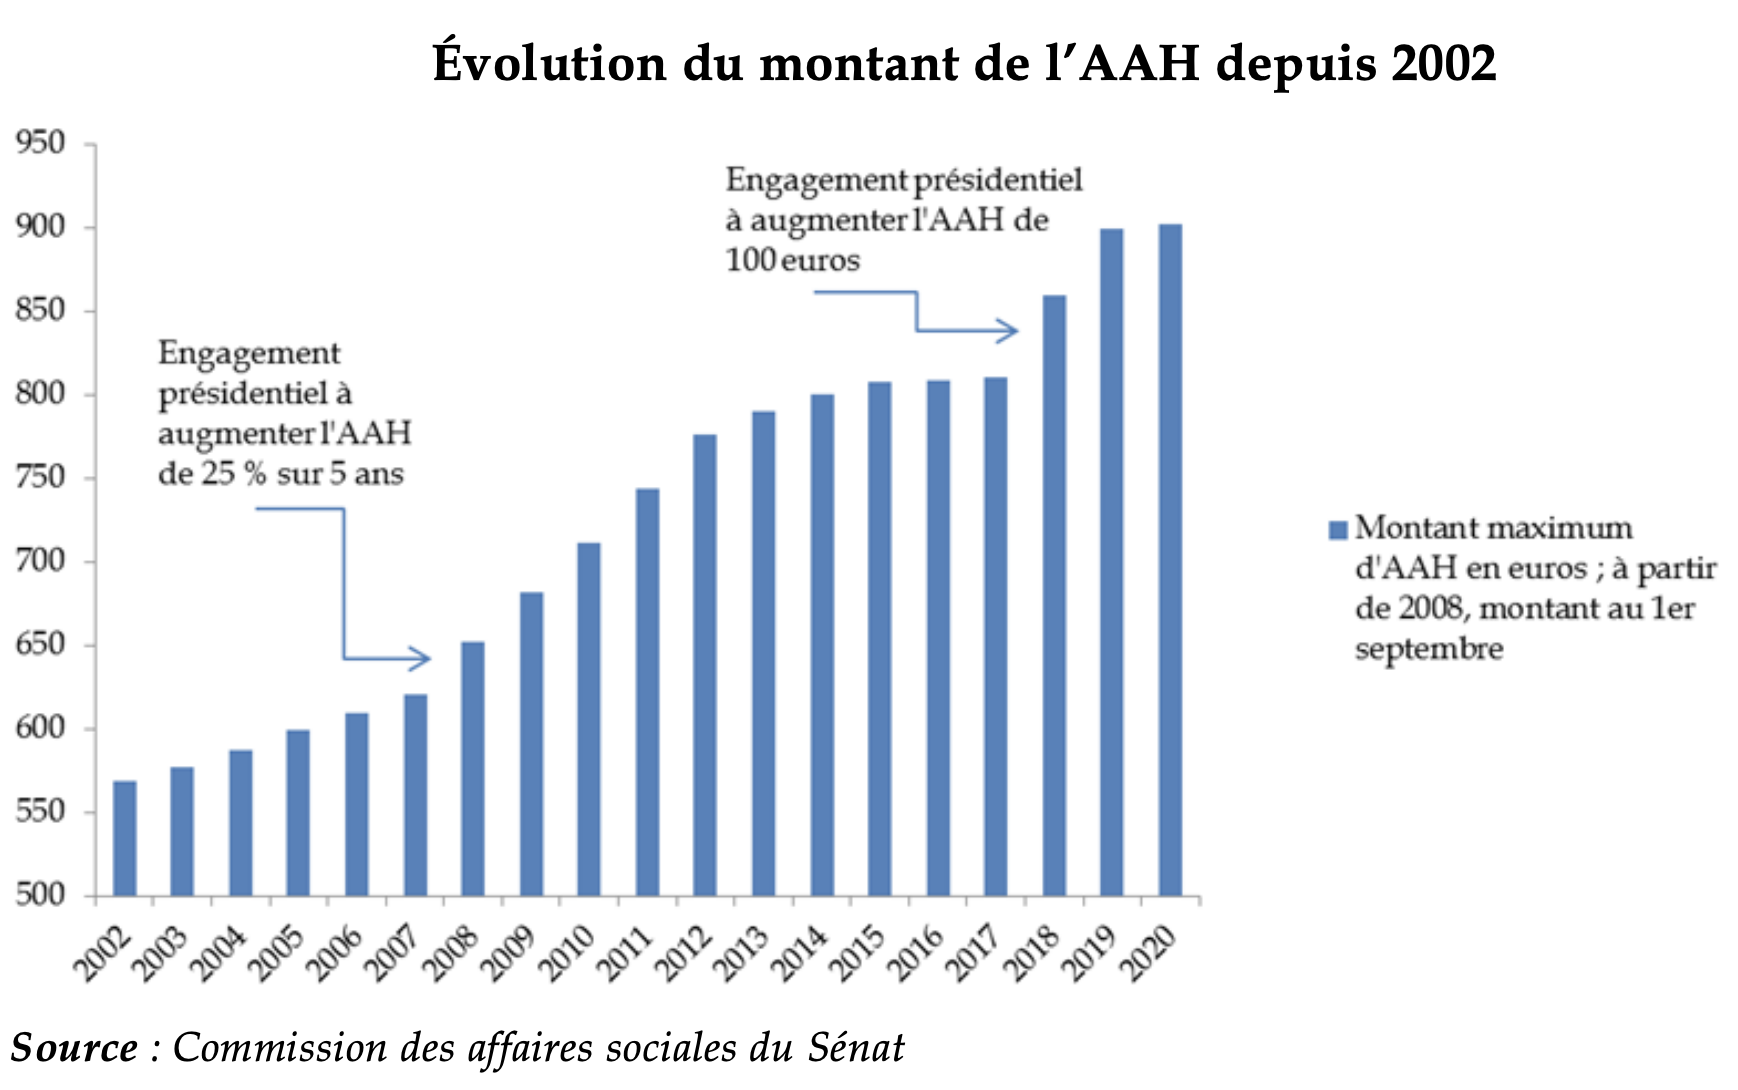 Évolution du montant de l’AAH depuis 2002
950
900
850
800
750
700
650
600
550
500
Engagement présidentiel
à augmenter l'AAH de
100 euros
Engagement
présidentiel à
augmenter l'AAH
de 25 % sur 5 ans
Montant maximum
d'AAH en euros ; à partir
de 2008, montant au 1er
septembre
2002 2003 2004 2005 2006 2007 2008 2009 2010 2011 2012 2013 2014 2015 2016 2017 2018 2019 2020
Source : Commission des affaires sociales du Sénat